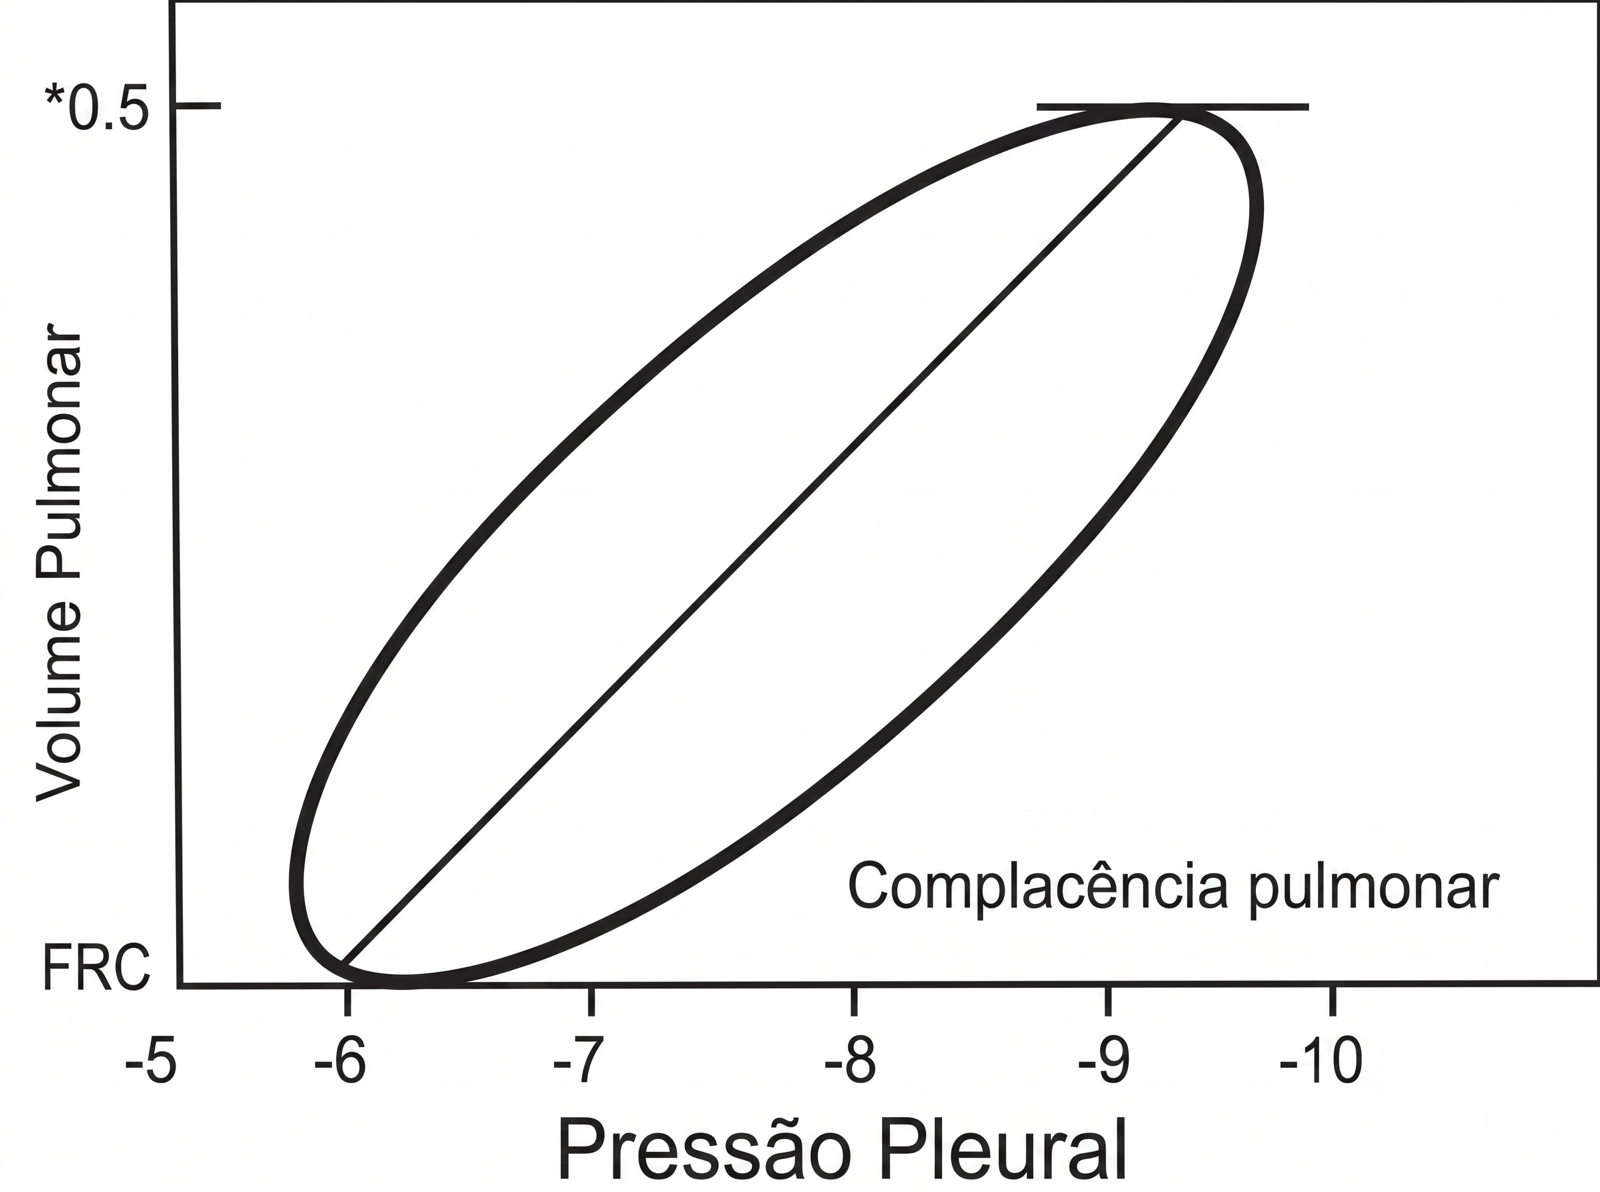 *0.5
Volume Pulmonar
Complacência pulmonar
FRC
-5 -6 -7 -8 -9 -10
Pressão Pleural